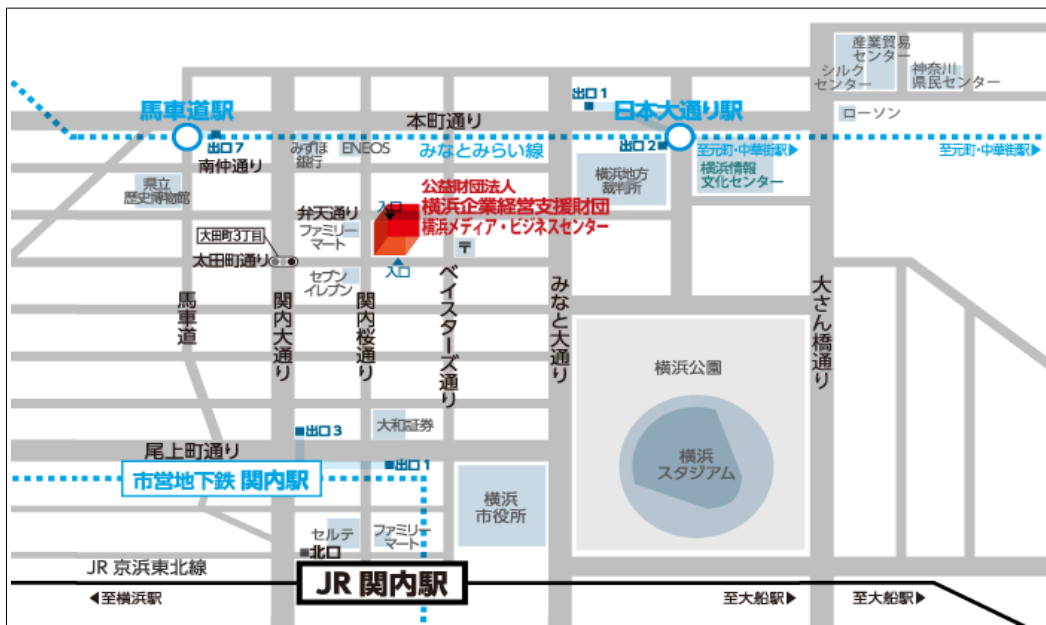 産業貿易
センター
シルク
センター
神奈川
県民センター
ローソン
馬車道駅
出口7
本町通り
出口1
日本大通り駅
出口2
みなとみらい線
至元町・中華街駅▶
至元町・中華街駅▶
南仲通り
みずほ
銀行
ENEOS
横浜地方
裁判所
横浜情報
文化センター
県立
歴史博物館
公益財団法人
横浜企業経営支援財団
横浜メディア・ビジネスセンター
入口
弁天通り
ファミリー
マート
〒
大田町3丁目
太田町通り
入口
セブン
イレブン
馬車道
関内大通り
関内桜通り
ベイスターズ通り
みなと大通り
大さん橋通り
横浜公園
横浜
スタジアム
大和証券
出口3
尾上町通り
出口1
市営地下鉄 関内駅
横浜
市役所
セルテ
ファミリー
マート
北口
JR 京浜東北線
JR 関内駅
◀至横浜駅
至大船駅▶
至大船駅▶